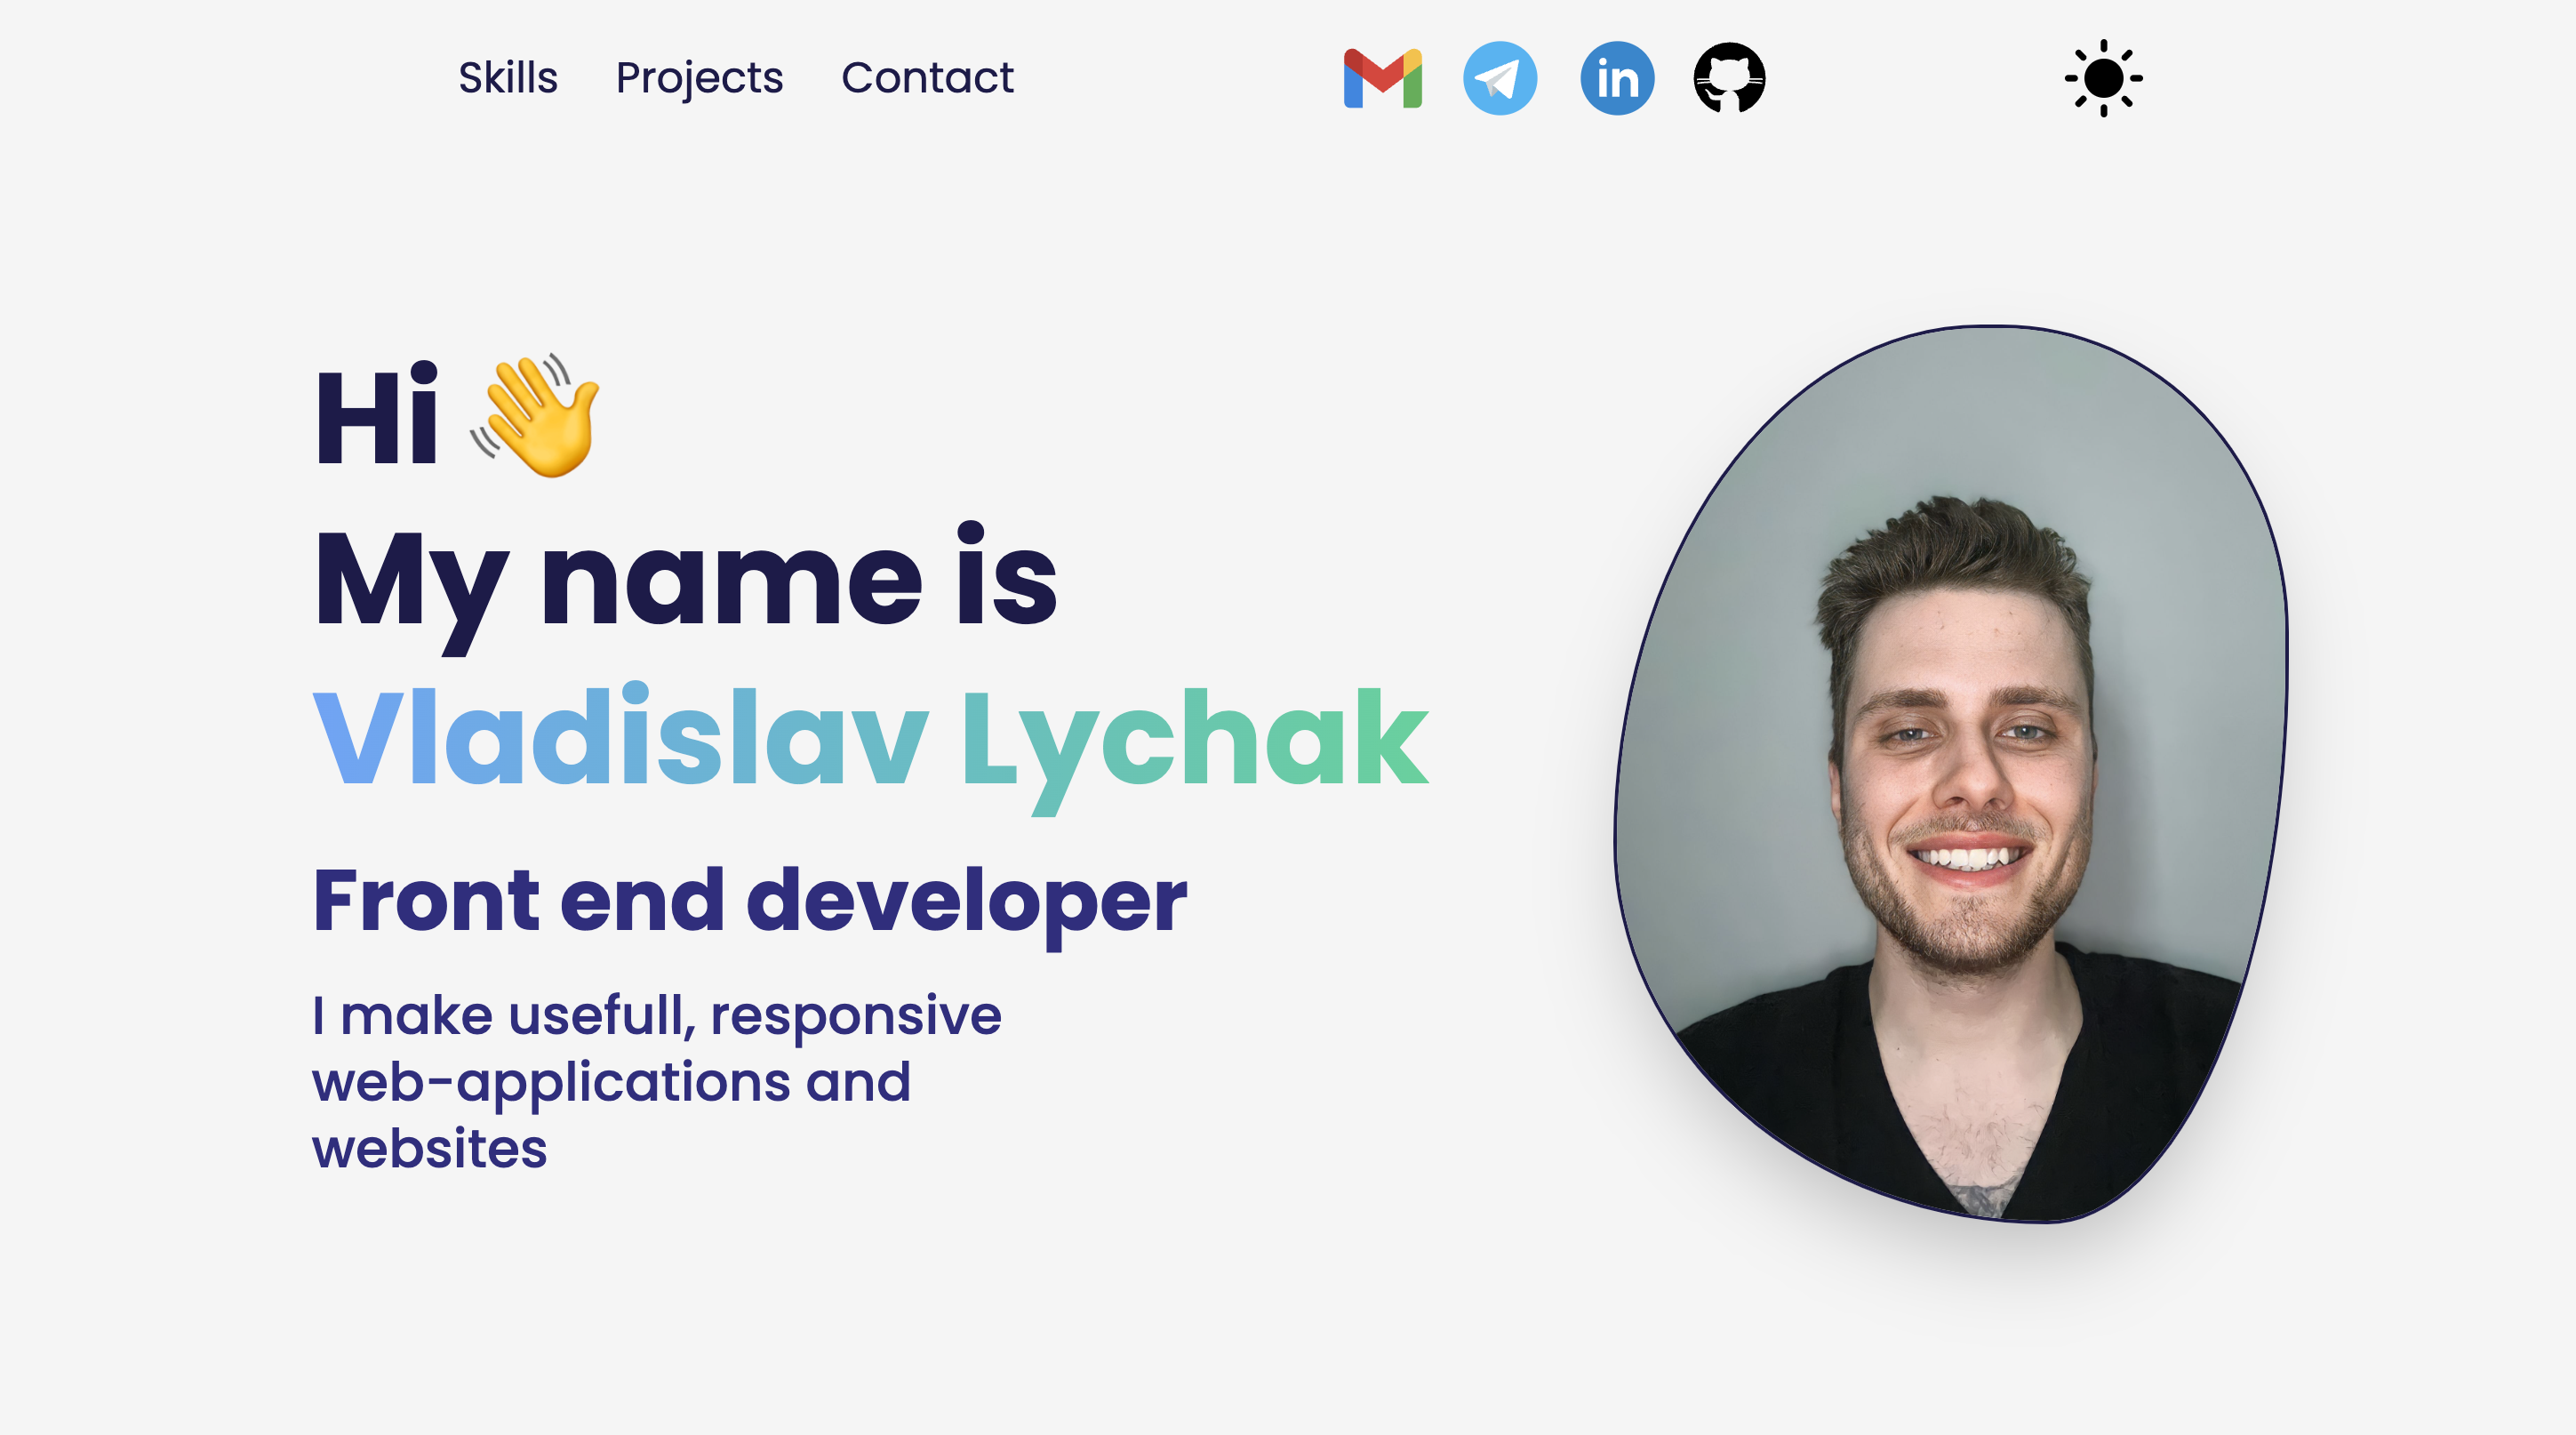 Skills Projects Contact in
Hi 👋
My name is
Vladislav Lychak
Front end developer
I make usefull, responsive
web-applications and
websites